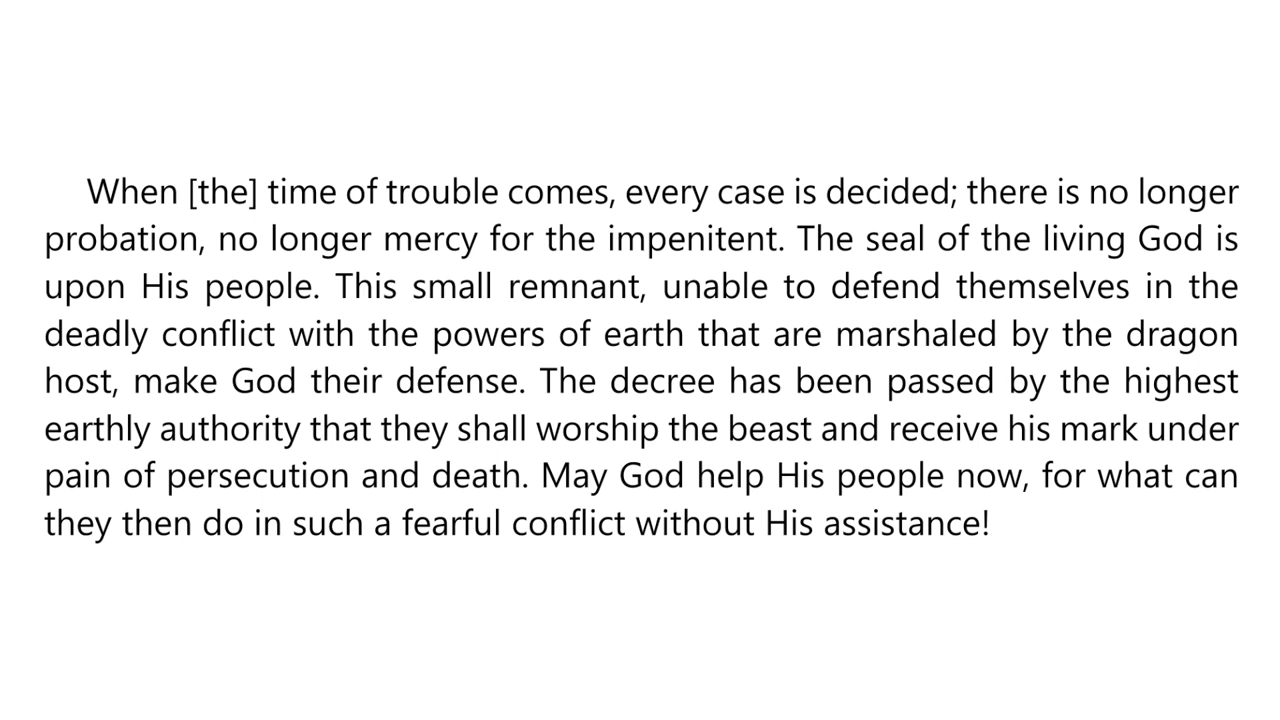 When [the] time of trouble comes, every case is decided; there is no longer
probation, no longer mercy for the impenitent. The seal of the living God is
upon His people. This small remnant, unable to defend themselves in the
deadly conflict with the powers of earth that are marshaled by the dragon
host, make God their defense. The decree has been passed by the highest
earthly authority that they shall worship the beast and receive his mark under
pain of persecution and death. May God help His people now, for what can
they then do in such a fearful conflict without His assistance!